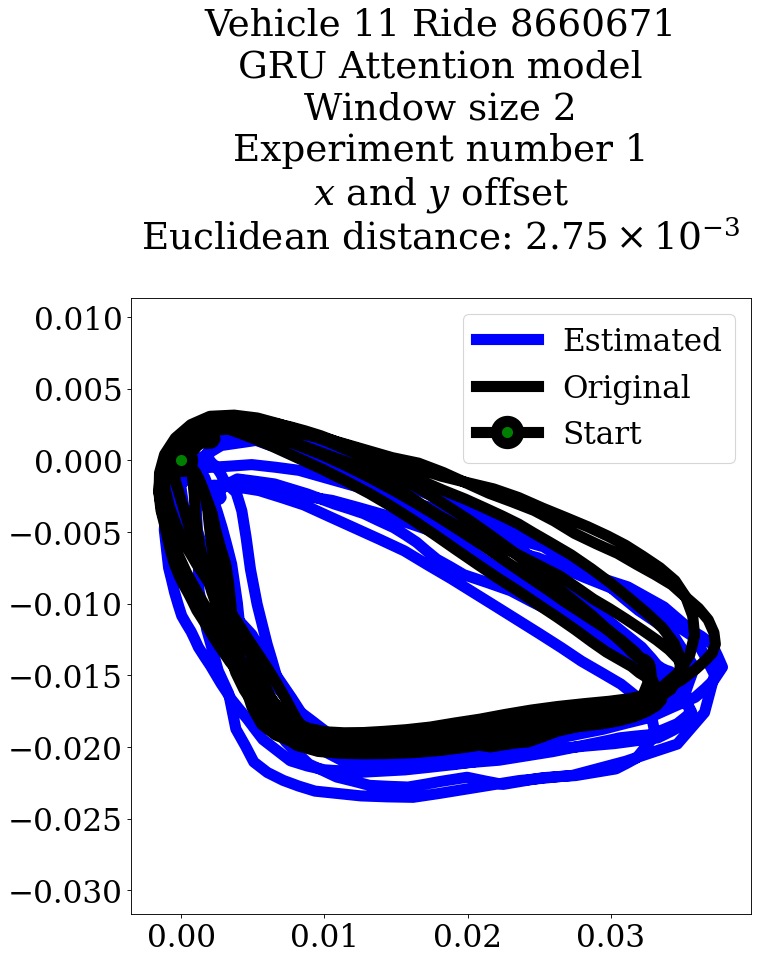 Vehicle 11 Ride 8660671
GRU Attention model
Window size 2
Experiment number 1
x and y offset
Euclidean distance: 2.75 × 10⁻³
Estimated
Original
Start
0.010
0.005
0.000
−0.005
−0.010
−0.015
−0.020
−0.025
−0.030
0.00 0.01 0.02 0.03